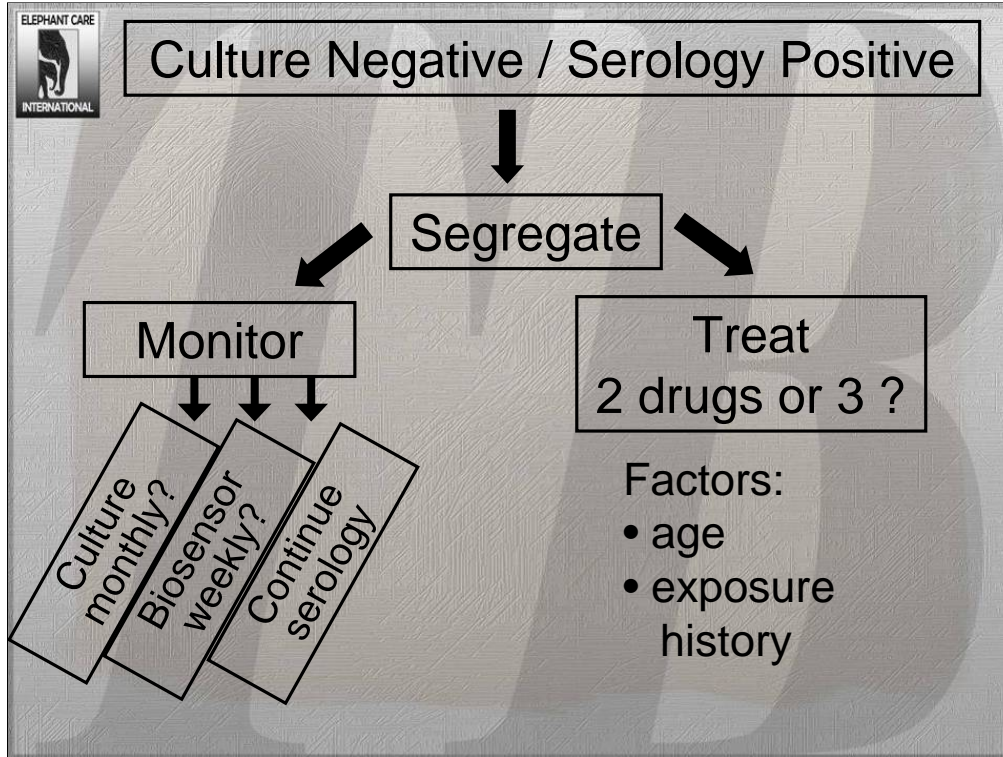 ELEPHANT CARE
INTERNATIONAL
Culture Negative / Serology Positive
Segregate
Monitor
Treat
2 drugs or 3 ?
Culture
monthly?
Biosensor
weekly?
Continue
serology
Factors:
• age
• exposure
history
TB